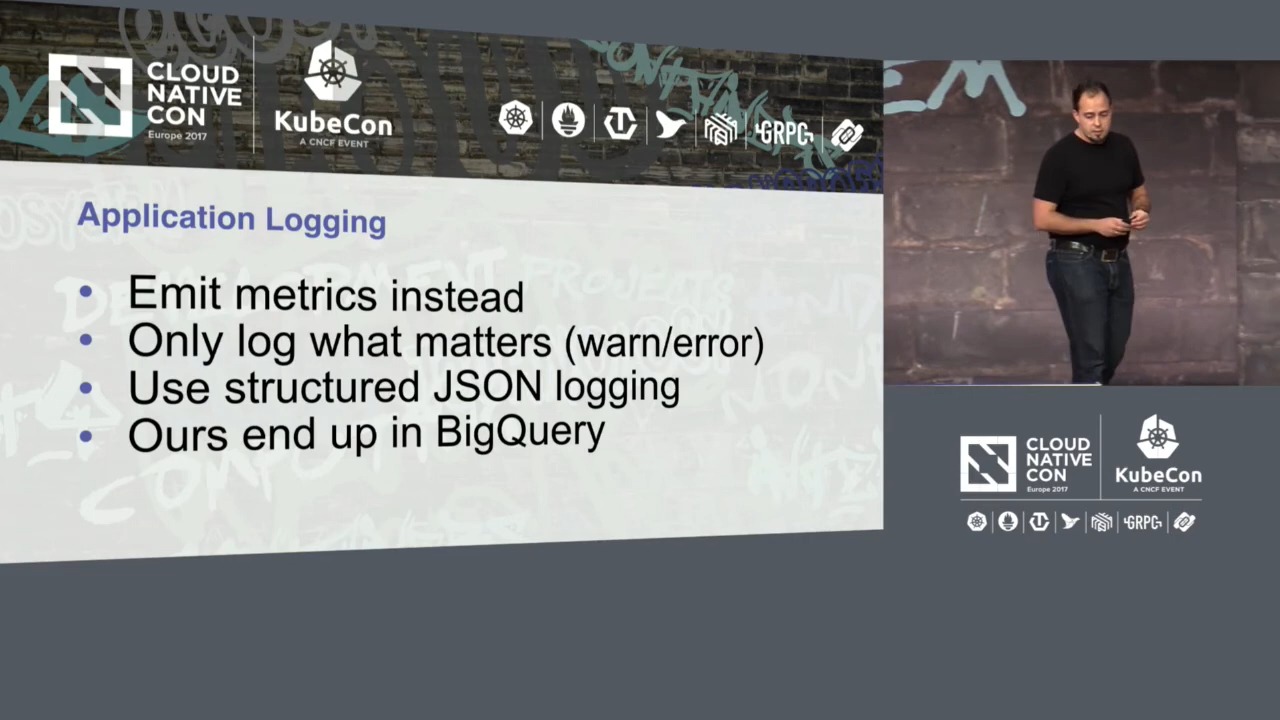 CLOUD
NATIVE
CON
Europe 2017
KubeCon
A CNCF EVENT
GRPC
Application Logging
• Emit metrics instead
• Only log what matters (warn/error)
• Use structured JSON logging
• Ours end up in BigQuery
CLOUD
NATIVE
CON
Europe 2017
KubeCon
A CNCF EVENT
GRPC